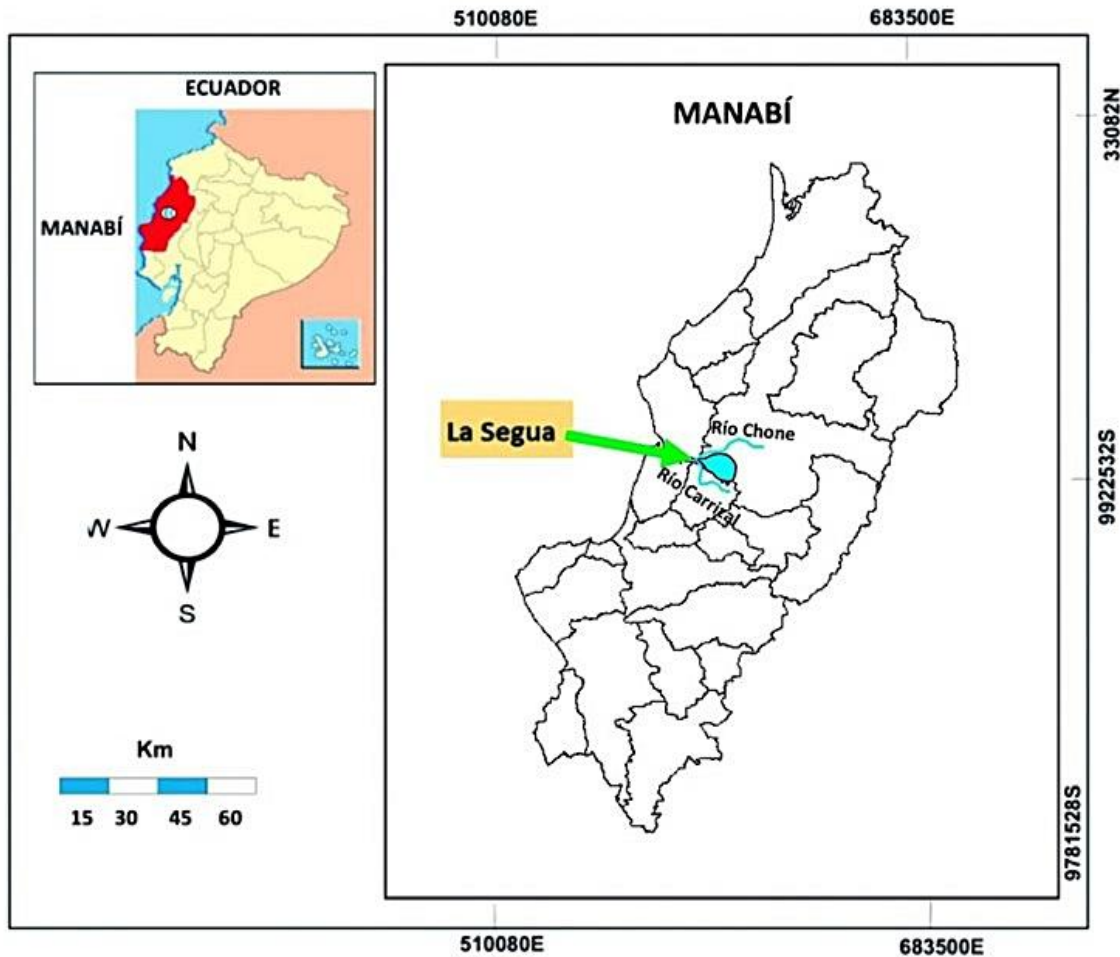 510080E
683500E
ECUADOR
MANABÍ
MANABÍ
33082N
La Segua
Río Chone
Río Carrizal
9922532S
N
W
E
S
Km
15 30 45 60
9781528S
510080E
683500E